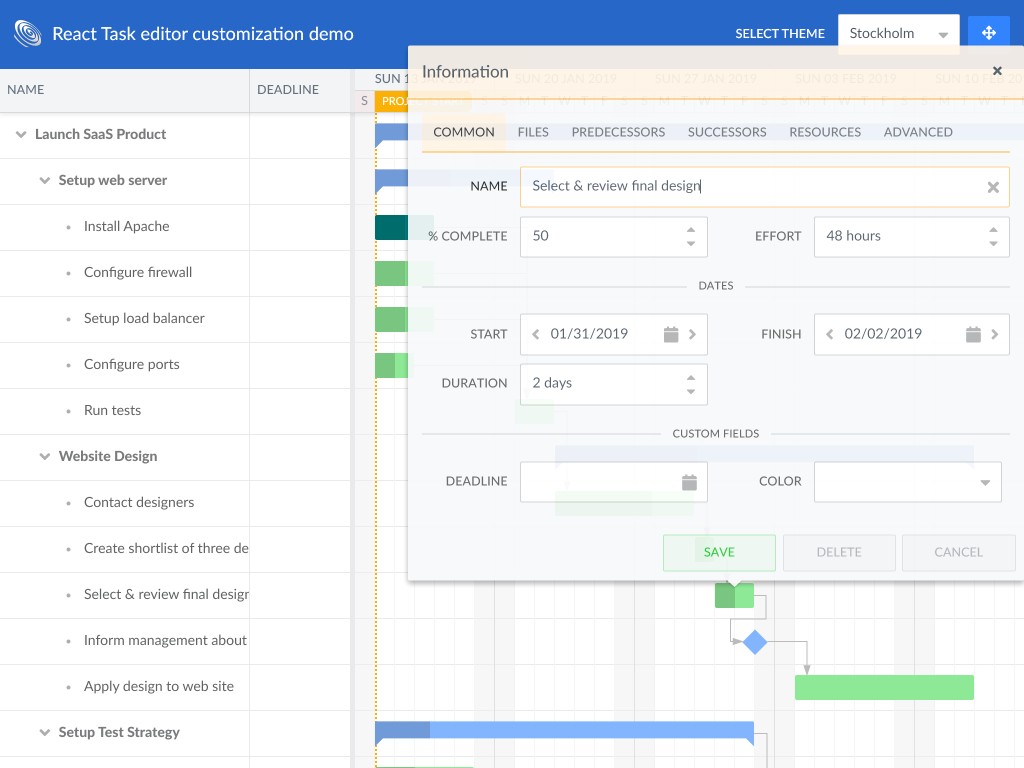 React Task editor customization demo
SELECT THEME
Stockholm
NAME
DEADLINE
SUN 13
SUN 20 JAN 2019
SUN 27 JAN 2019
SUN 03 FEB 2019
SUN 10 FEB
S
PROJ
Launch SaaS Product
Setup web server
Install Apache
Configure firewall
Setup load balancer
Configure ports
Run tests
Website Design
Contact designers
Create shortlist of three de
Select & review final design
Inform management about
Apply design to web site
Setup Test Strategy
Information
COMMON FILES PREDECESSORS SUCCESSORS RESOURCES ADVANCED
NAME Select & review final design
% COMPLETE 50 EFFORT 48 hours
DATES
START 01/31/2019 FINISH 02/02/2019
DURATION 2 days
CUSTOM FIELDS
DEADLINE COLOR
SAVE DELETE CANCEL